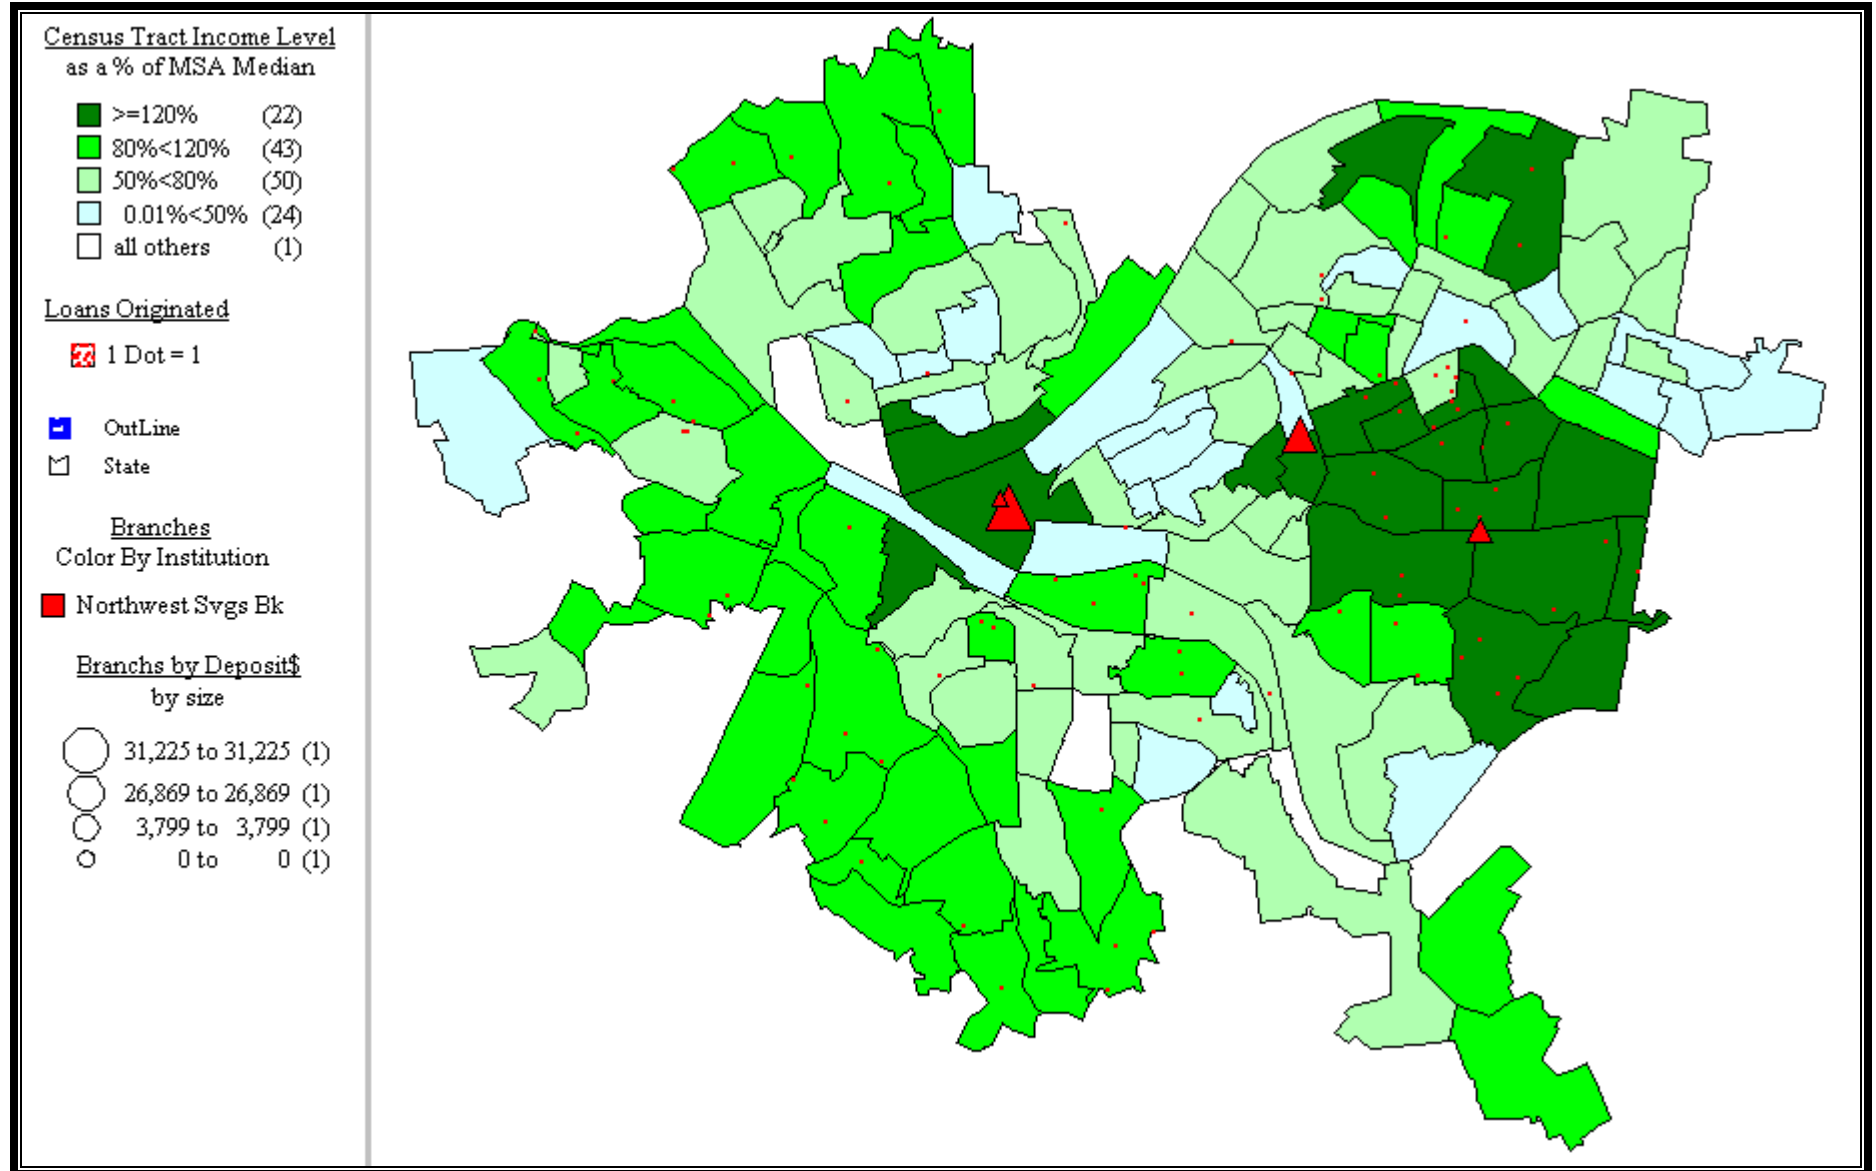 Census Tract Income Level
as a % of MSA Median
>=120% (22)
80%<120% (43)
50%<80% (50)
0.01%<50% (24)
all others (1)
Loans Originated
1 Dot = 1
OutLine
State
Branches
Color By Institution
Northwest Svgs Bk
Branchs by Deposit$
by size
31,225 to 31,225 (1)
26,869 to 26,869 (1)
3,799 to 3,799 (1)
0 to 0 (1)